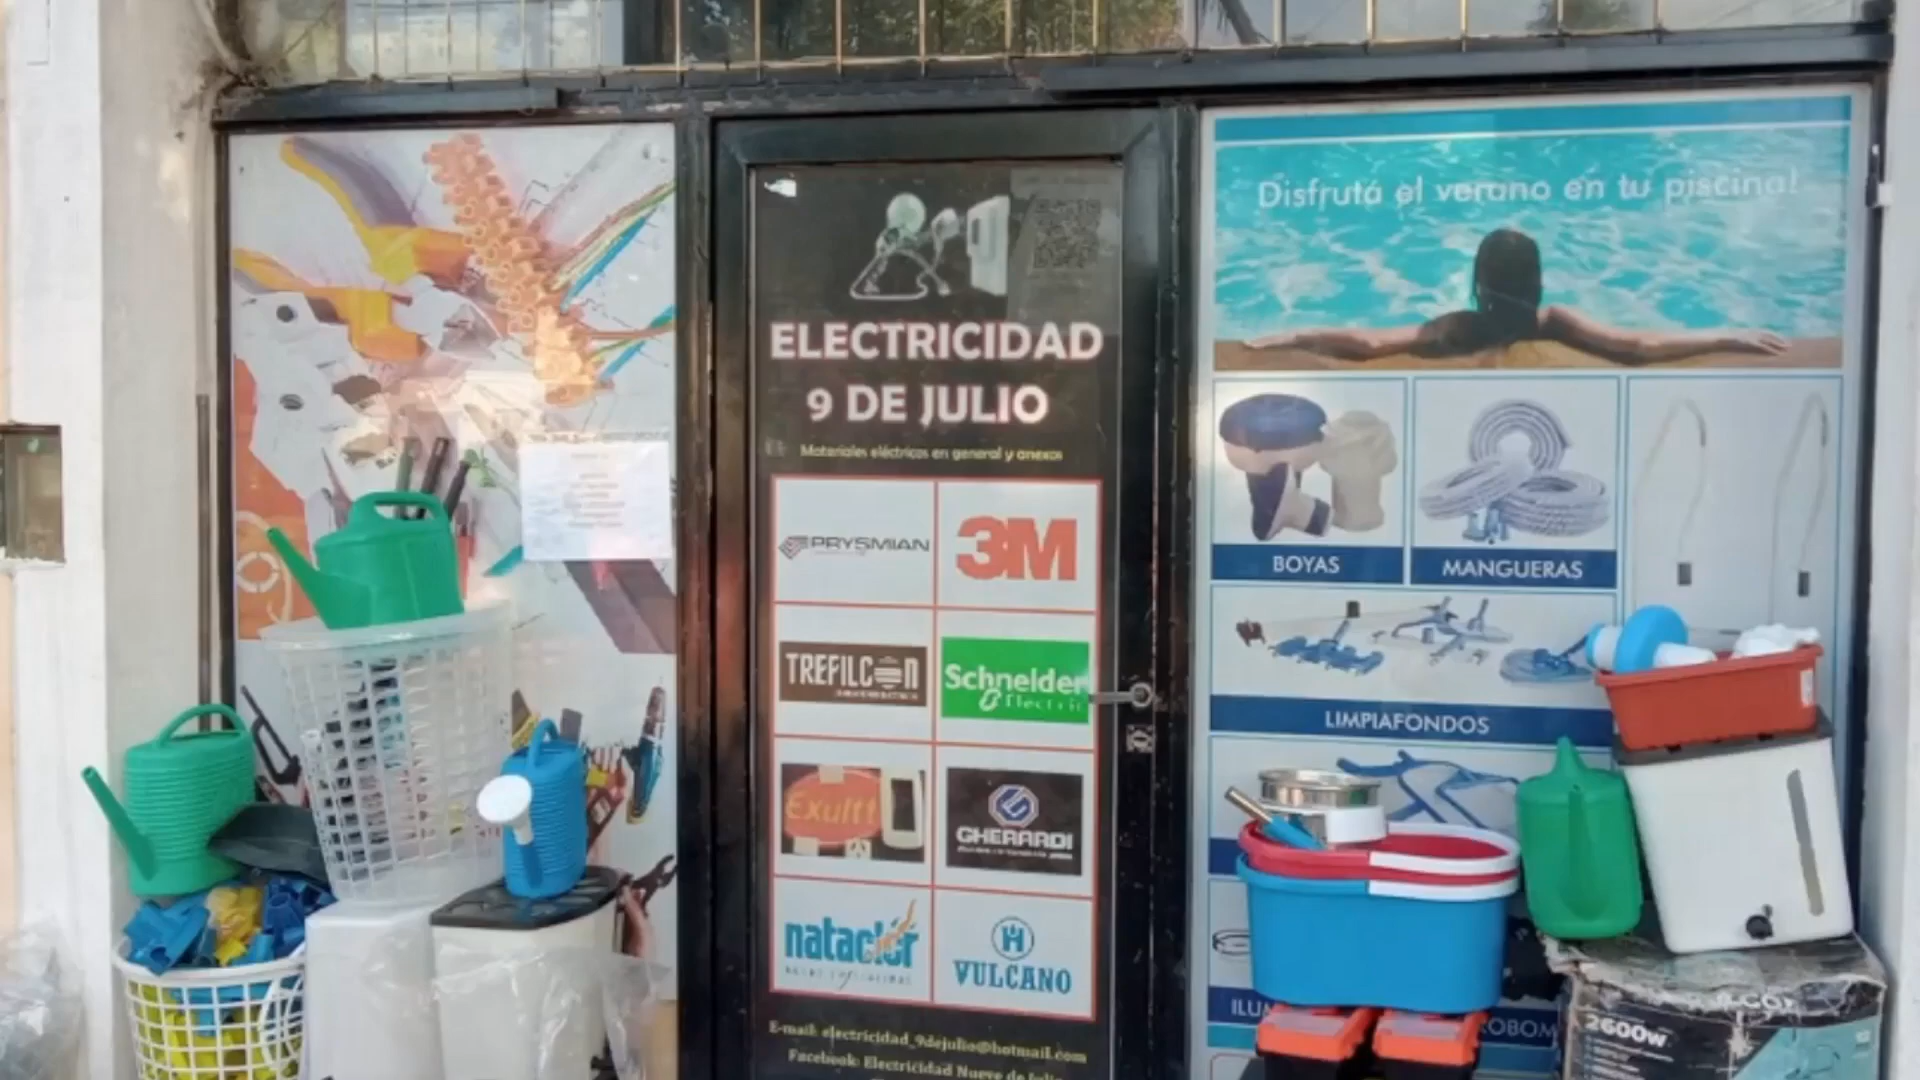 Disfrutá el verano en tu piscina!
ELECTRICIDAD
9 DE JULIO
Materiales eléctricos en general y anexos
PRYSMIAN
3M
TREFILCON
Schneider
Electric
Exultt
GHERARDI
nataclor
VULCANO
E-mail: electricidad_9dejulio@hotmail.com
Facebook: Electricidad Nueve de Julio
BOYAS
MANGUERAS
LIMPIAFONDOS
2600w